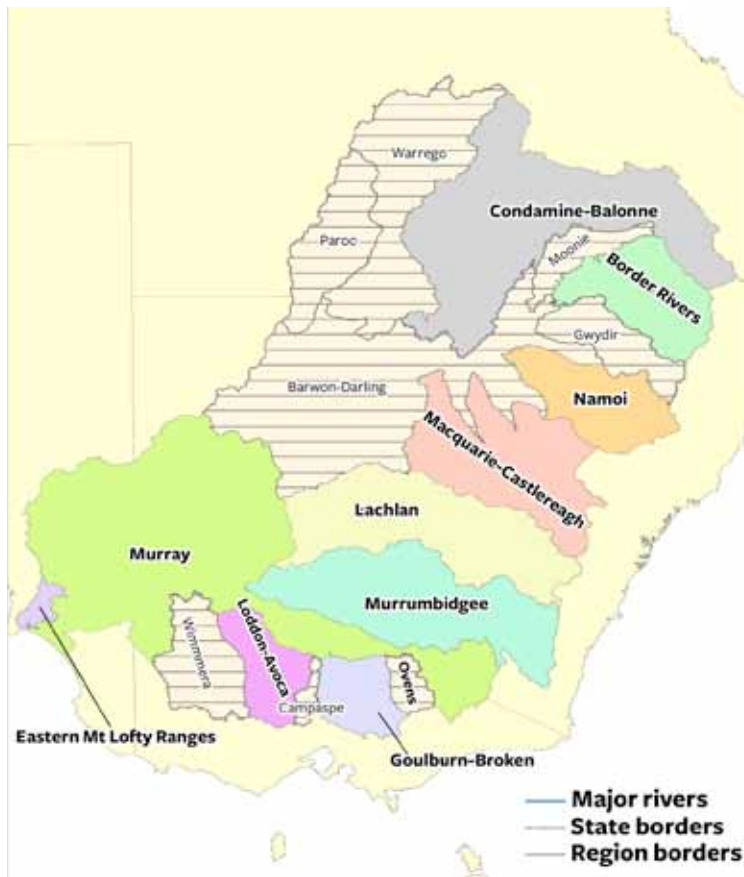 Warrego
Condamine-Balonne
Paroo
Moonie
Border Rivers
Gwydir
Barwon-Darling
Namoi
Macquarie-Castlereagh
Lachlan
Murray
Murrumbidgee
Loddon-Avoca
Wimmmera
Ovens
Campaspe
Eastern Mt Lofty Ranges
Goulburn-Broken
Major rivers
State borders
Region borders